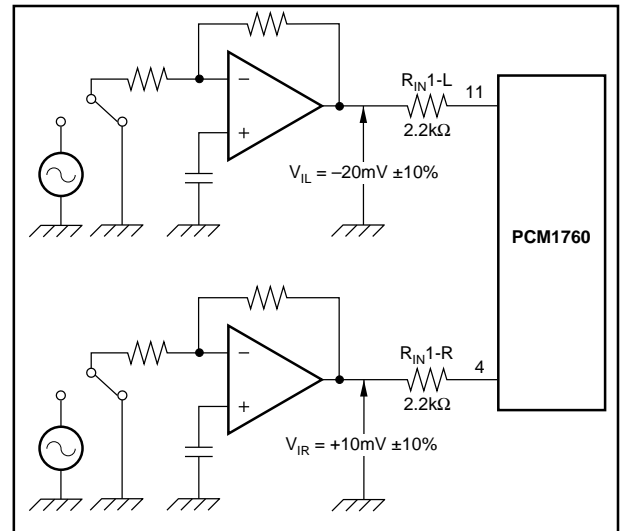 −
+
R_IN1-L
11
2.2kΩ
V_IL = –20mV ±10%
PCM1760
−
+
R_IN1-R
4
2.2kΩ
V_IR = +10mV ±10%